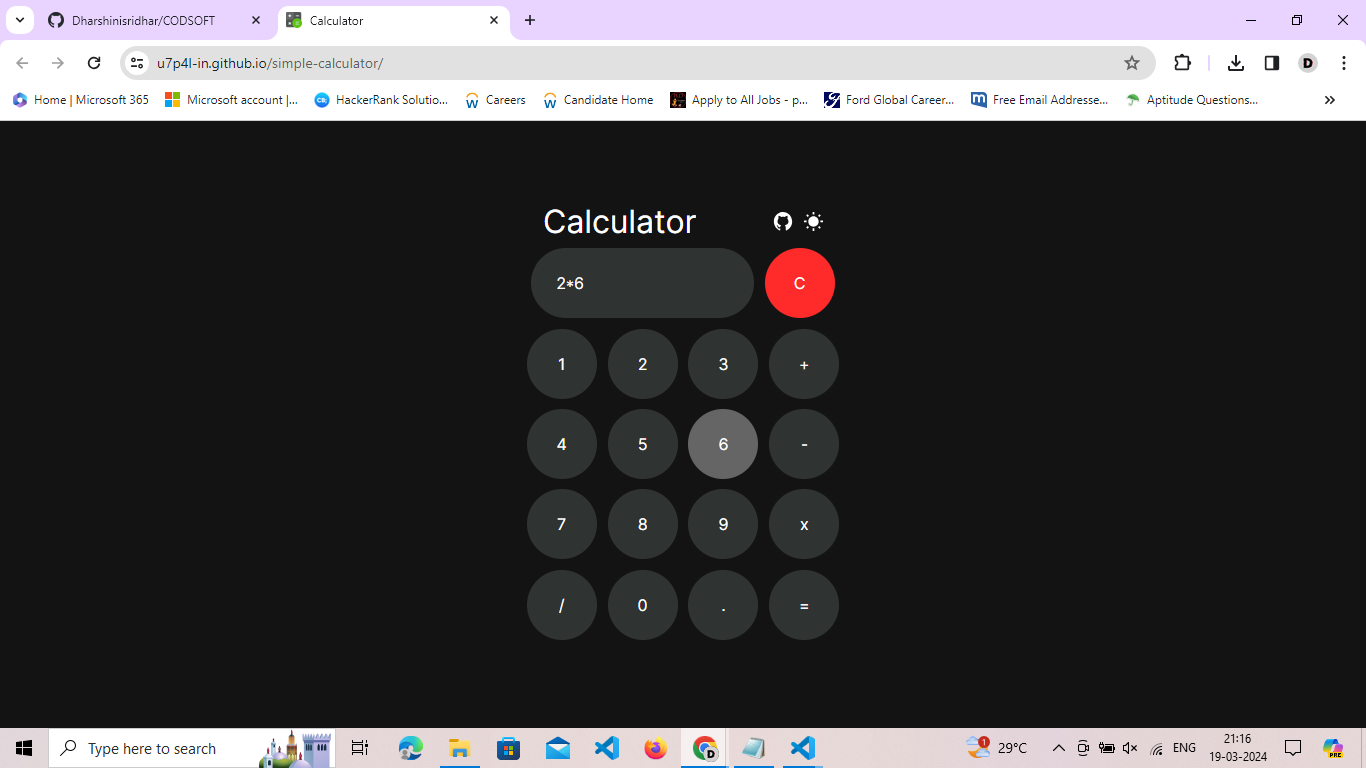 Dharshinisridhar/CODSOFT
Calculator
u7p4l-in.github.io/simple-calculator/
D
Home | Microsoft 365
Microsoft account |...
HackerRank Solutio...
Careers
Candidate Home
Apply to All Jobs - p...
Ford Global Career...
Free Email Addresse...
Aptitude Questions...
Calculator
2*6
C
1 2 3 +
4 5 6 -
7 8 9 x
/ 0 . =
Type here to search
D
1
29°C
ENG
21:16
19-03-2024
PRE